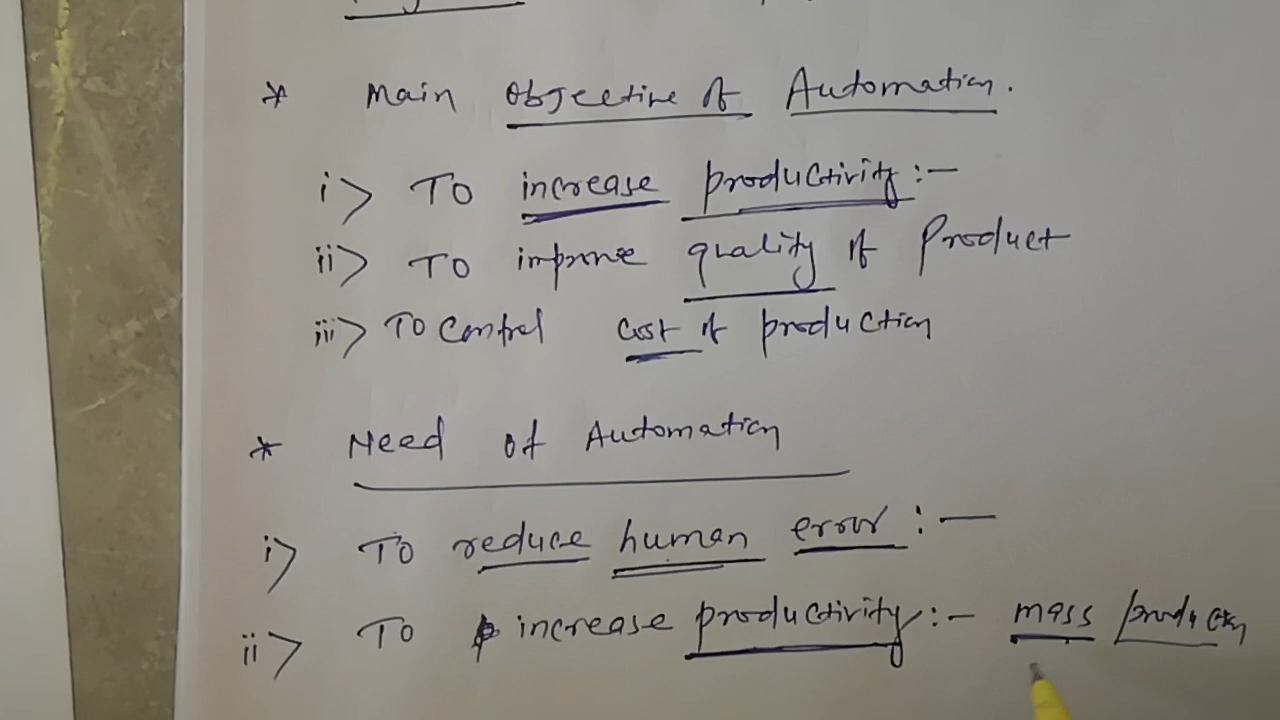 * Main Objective of Automation.
i> To increase productivity :-
ii> To improve quality of Product
iii> To Control Cost of production
* Need of Automation
i> To reduce human error :-
ii> To increase productivity :- mass production